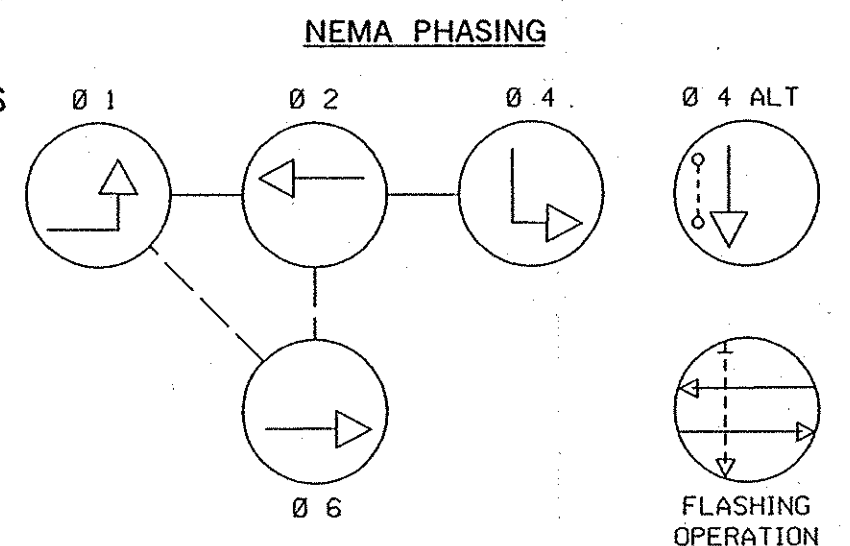 NEMA PHASING
S
Ø 1
Ø 2
Ø 4
Ø 4 ALT
Ø 6
FLASHING
OPERATION